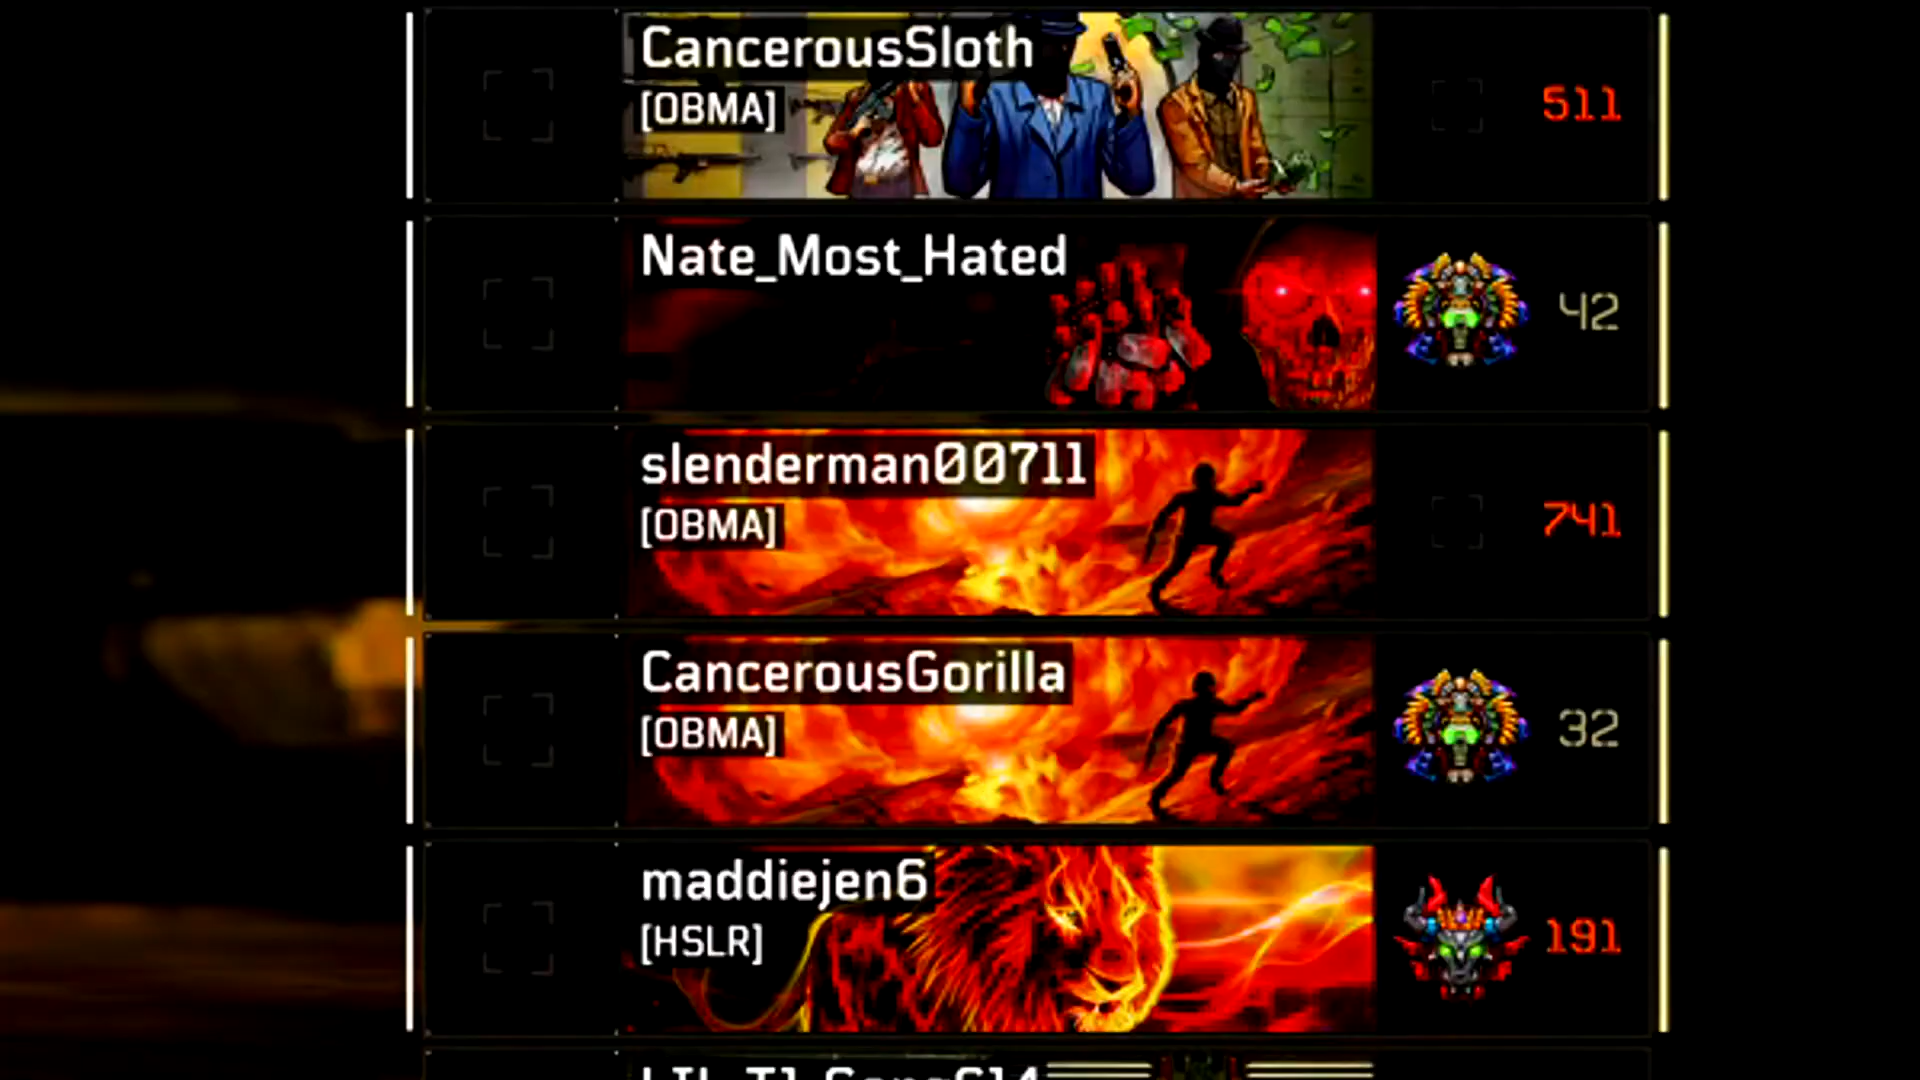 CancerousSloth
[OBMA]
511
Nate_Most_Hated
42
slenderman00711
[OBMA]
741
CancerousGorilla
[OBMA]
32
maddiejen6
[HSLR]
191